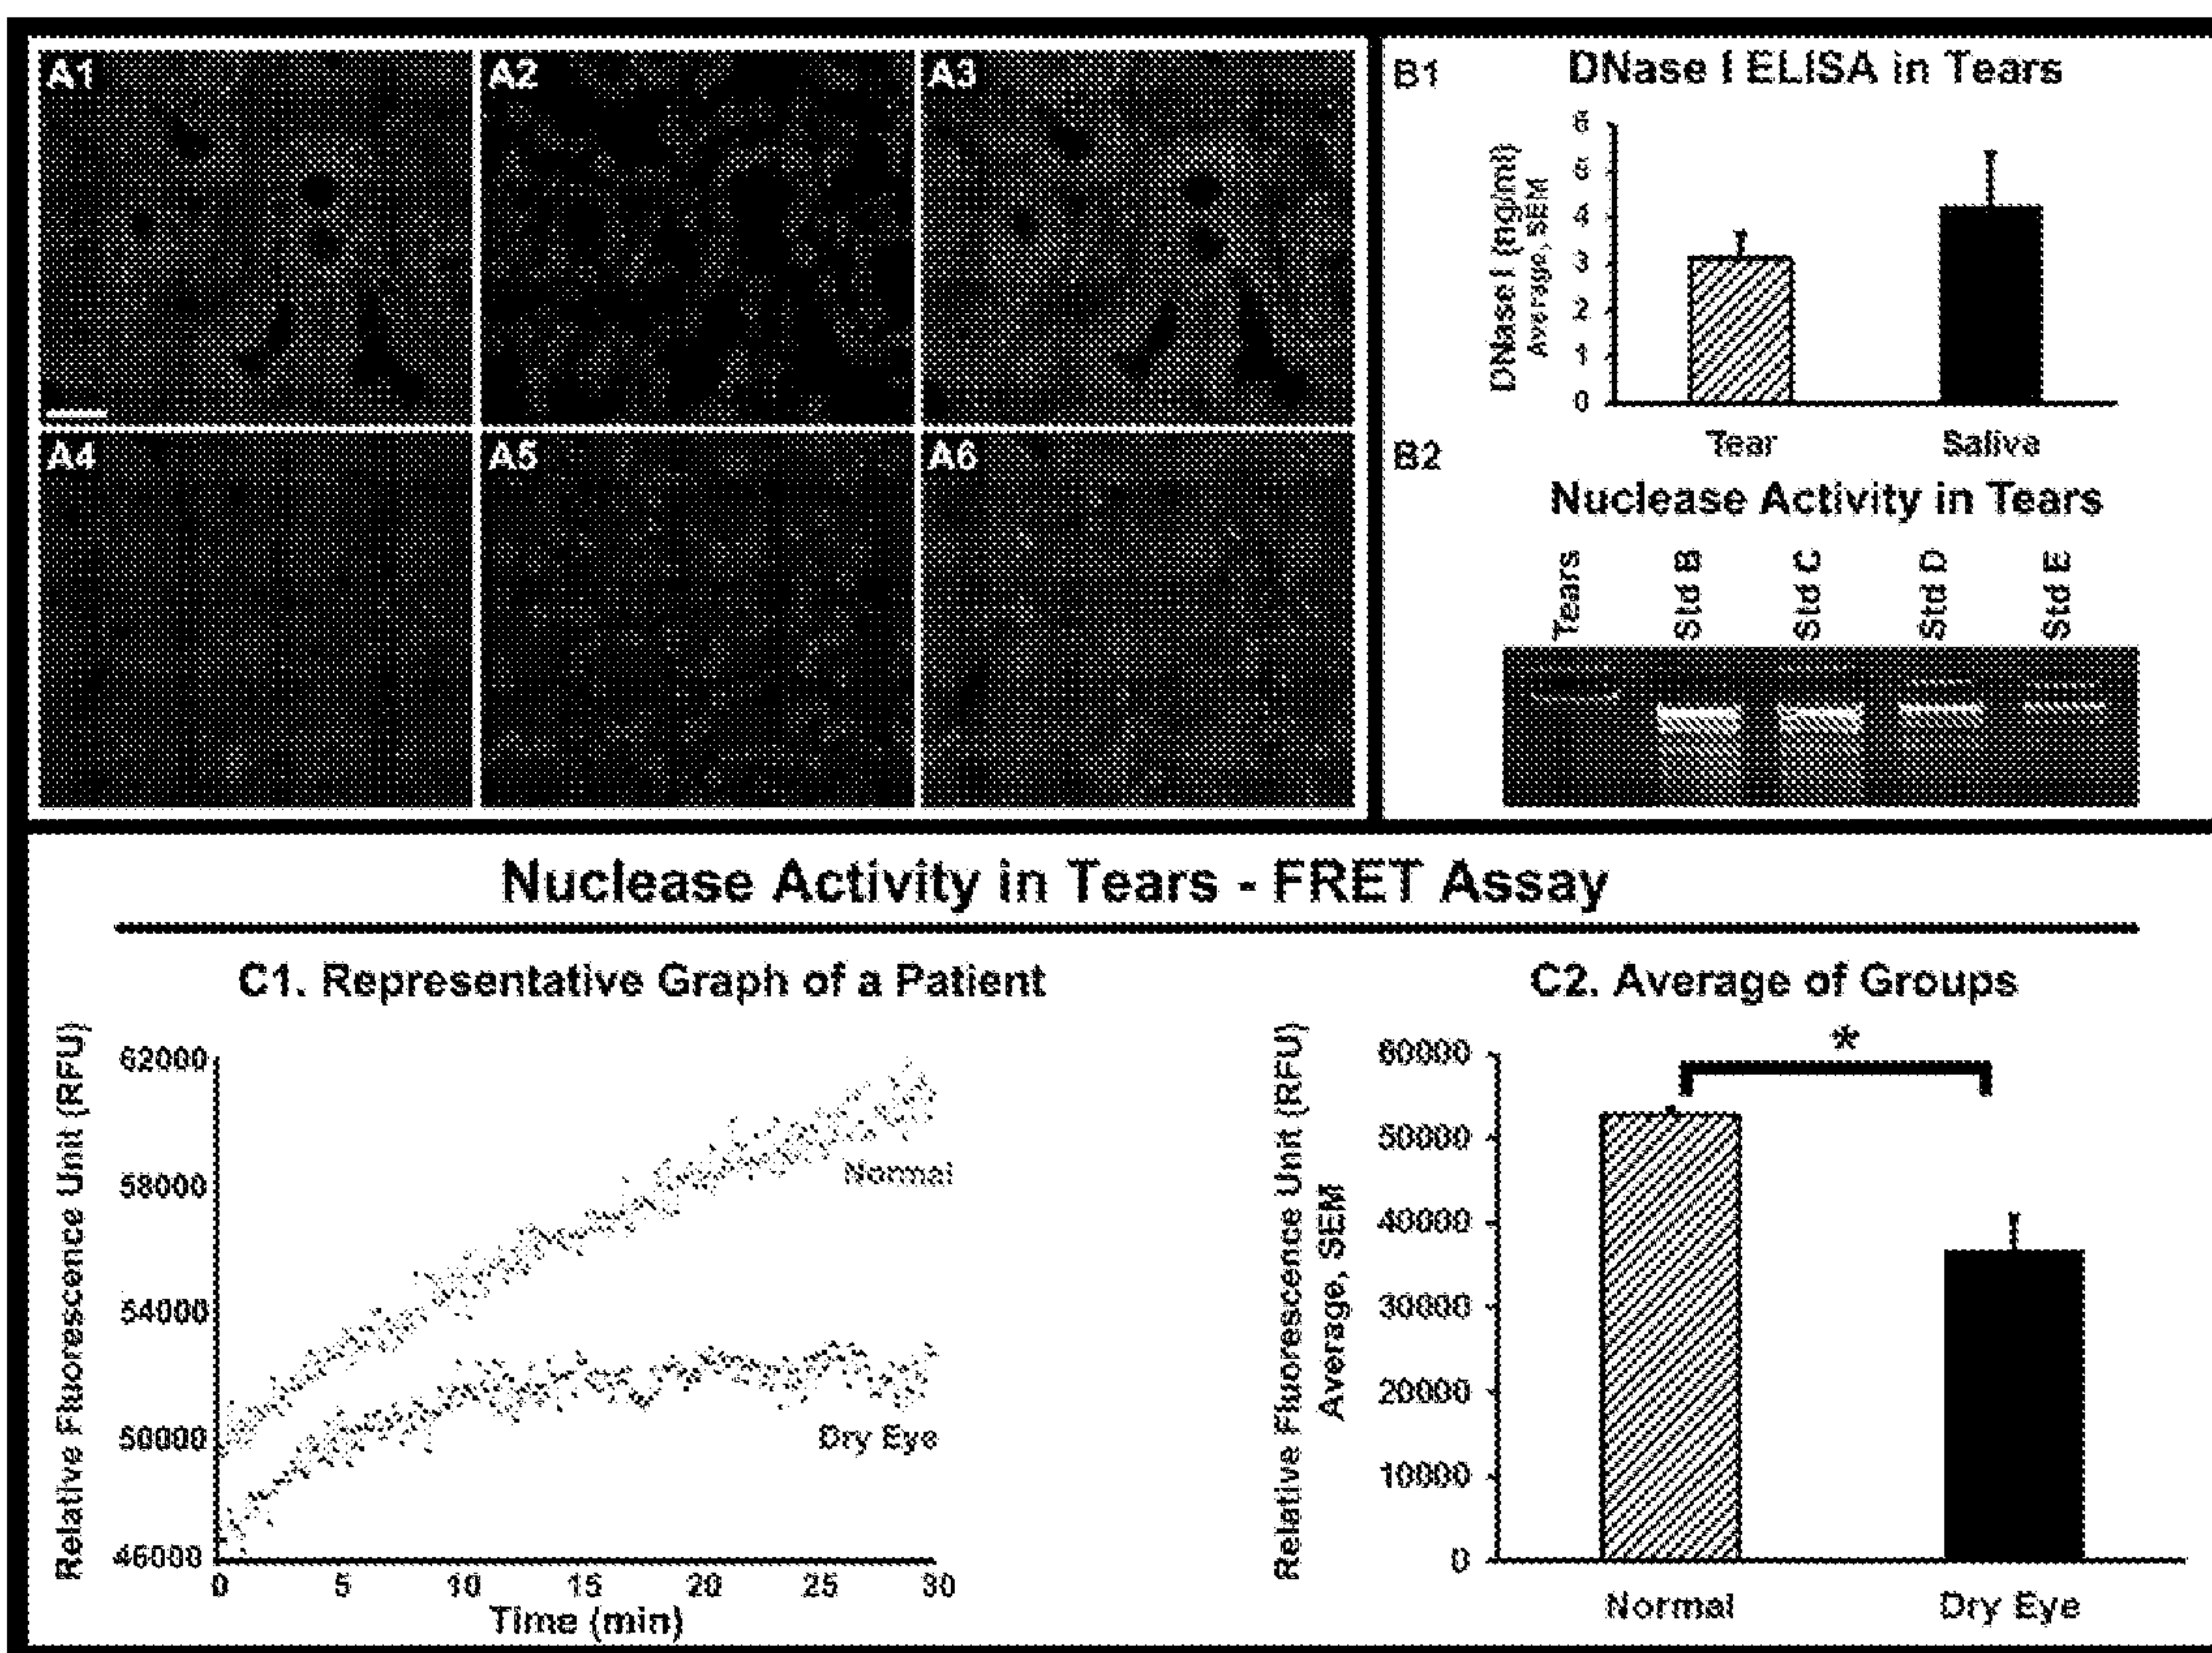 A1
A2
A3
A4
A5
A6
B1
DNase I ELISA in Tears
DNase I (ng/ml)
Average, SEM
6
5
4
3
2
1
0
Tear
Saliva
B2
Nuclease Activity in Tears
Tears
Std B
Std C
Std D
Std E
Nuclease Activity in Tears - FRET Assay
C1. Representative Graph of a Patient
Relative Fluorescence Unit (RFU)
62000
58000
54000
50000
46000
0 5 10 15 20 25 30
Time (min)
Normal
Dry Eye
C2. Average of Groups
Relative Fluorescence Unit (RFU)
Average, SEM
60000
50000
40000
30000
20000
10000
0
*
Normal
Dry Eye